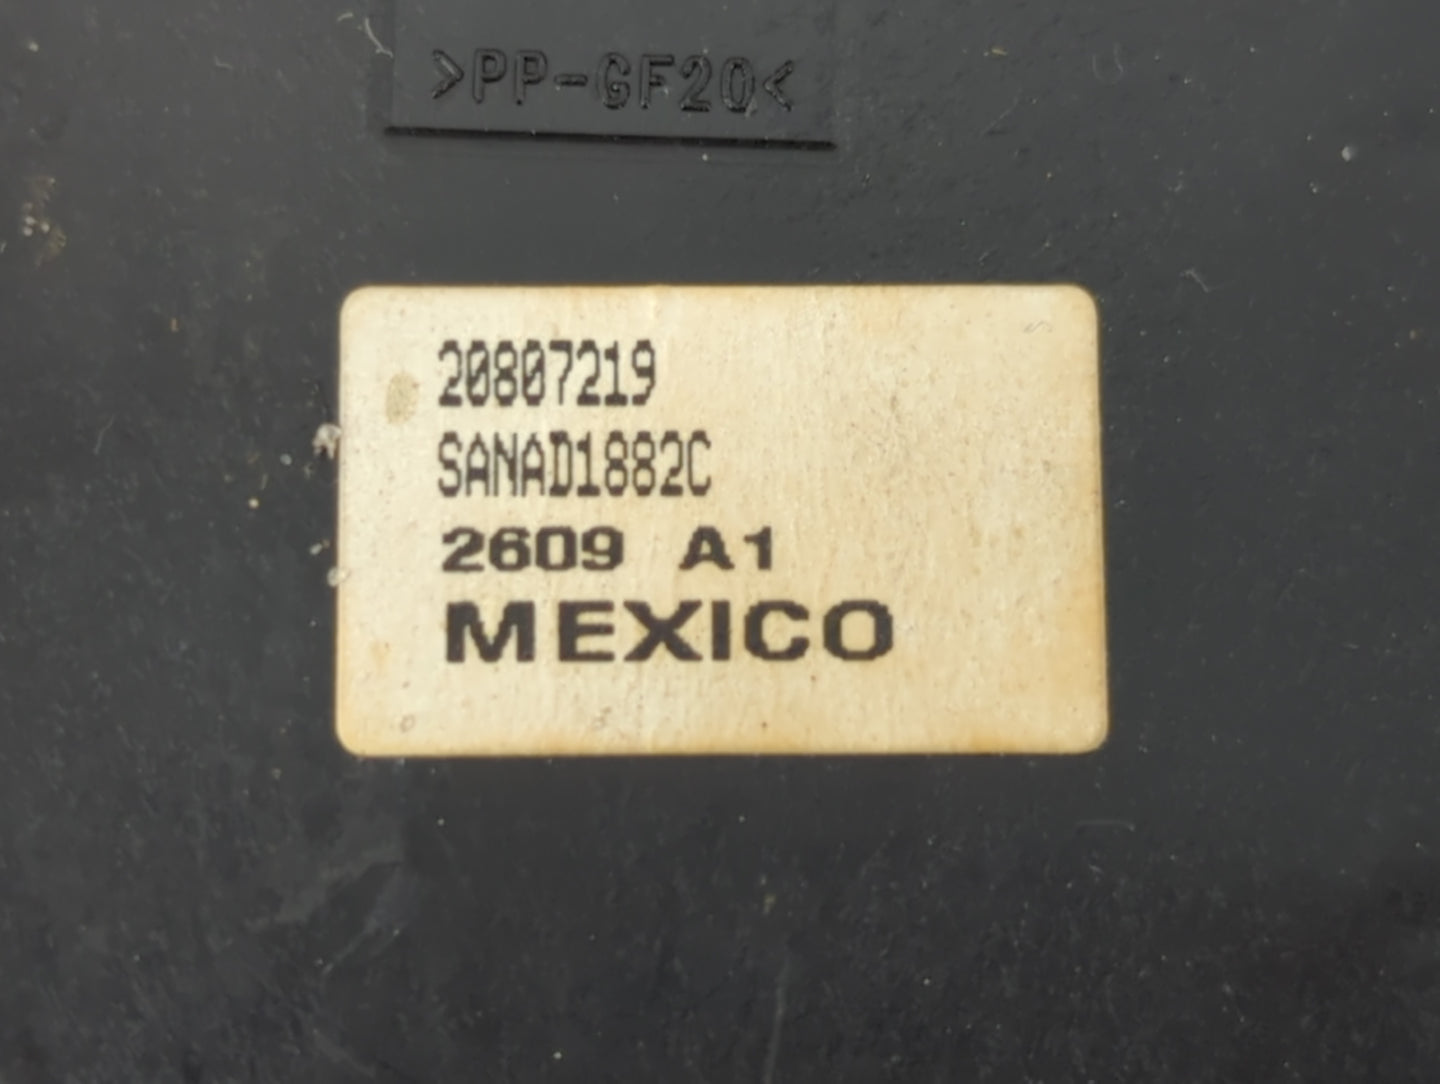 >PP-GF20<
20807219
SANAD1882C
2609 A1
MEXICO